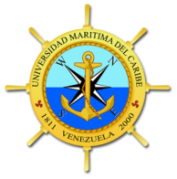 UNIVERSIDAD MARITIMA DEL CARIBE
N
W
E
S
1811 VENEZUELA 2000